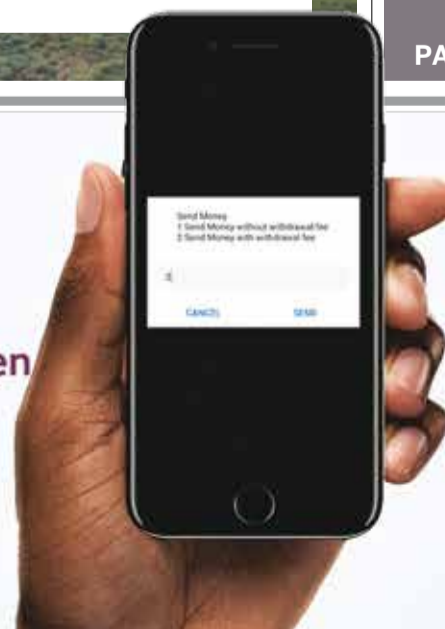 PA
Send Money
1 Send Money without withdrawal fee
2 Send Money with withdrawal fee
CANCEL
SEND
en